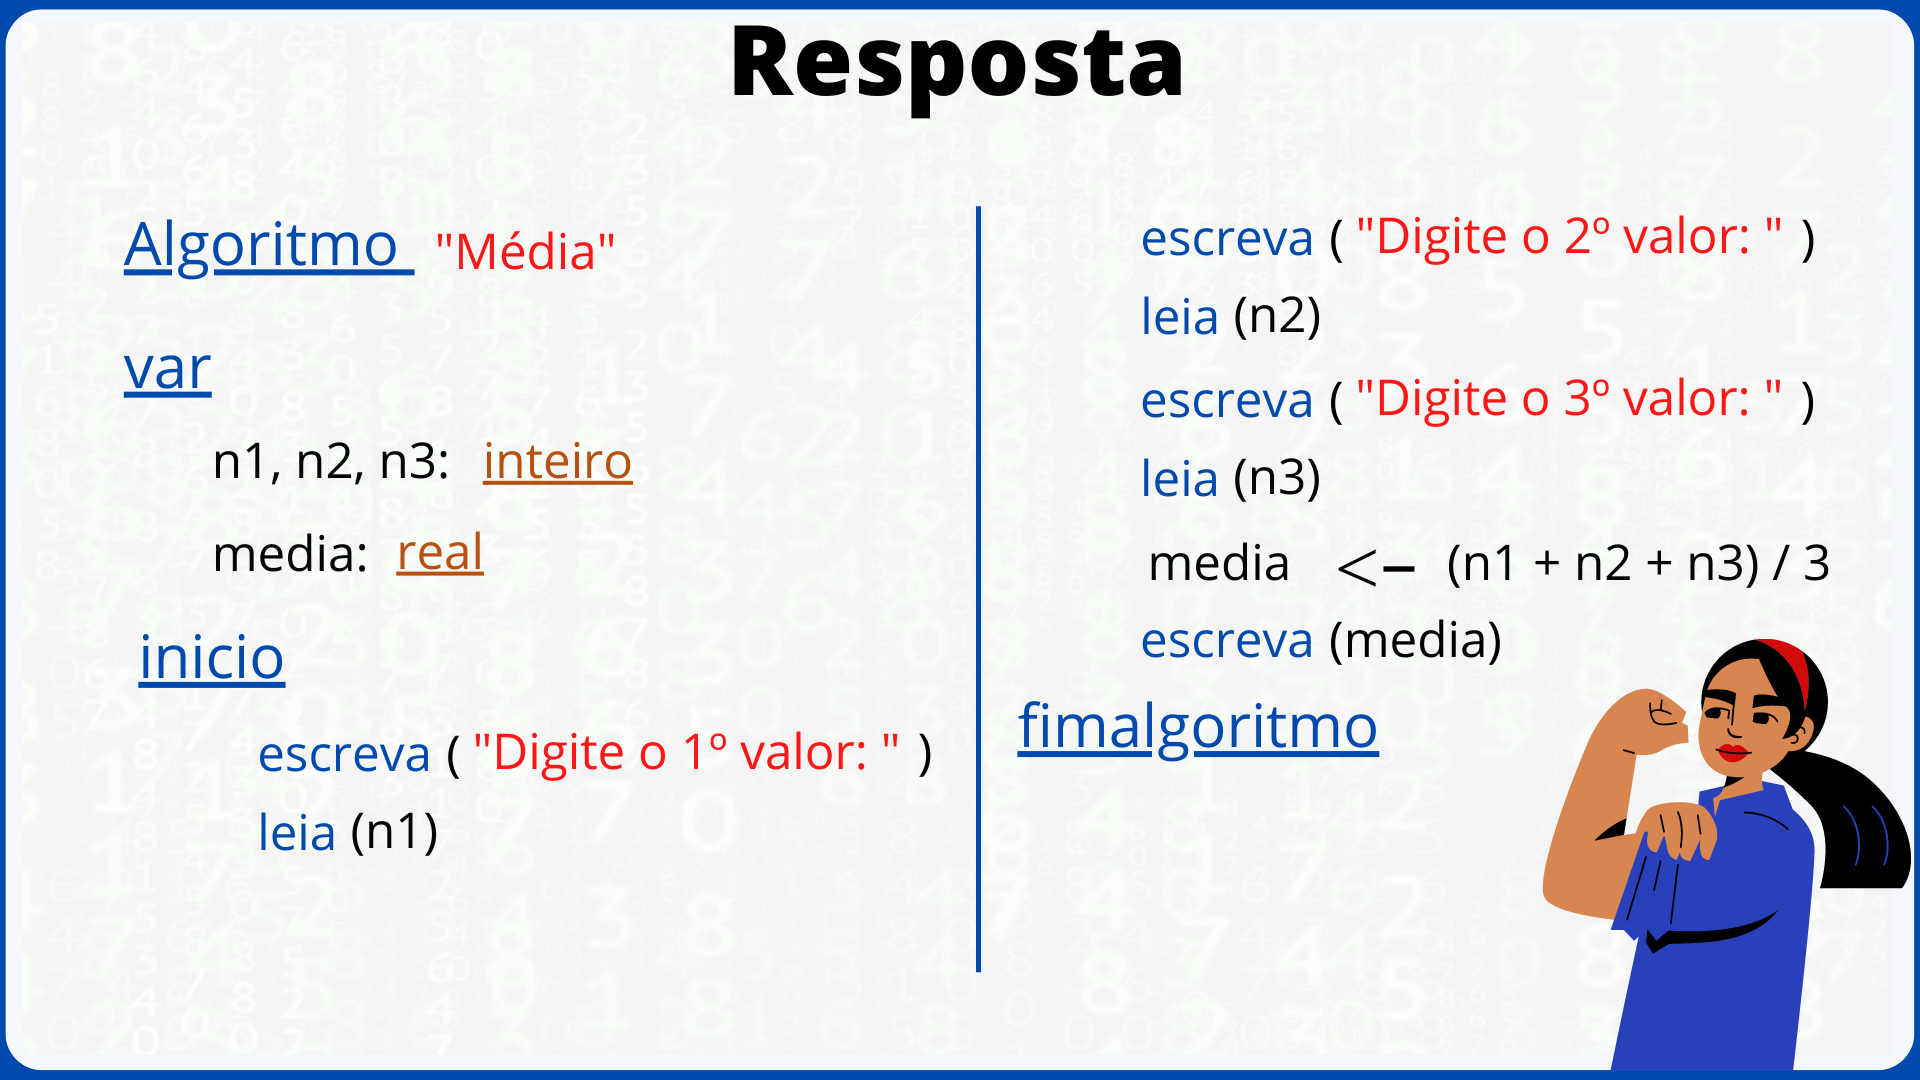 Resposta
Algoritmo "Média"
var
n1, n2, n3: inteiro
media: real
inicio
escreva ( "Digite o 1º valor: " )
leia (n1)
escreva ( "Digite o 2º valor: " )
leia (n2)
escreva ( "Digite o 3º valor: " )
leia (n3)
media <– (n1 + n2 + n3) / 3
escreva (media)
fimalgoritmo